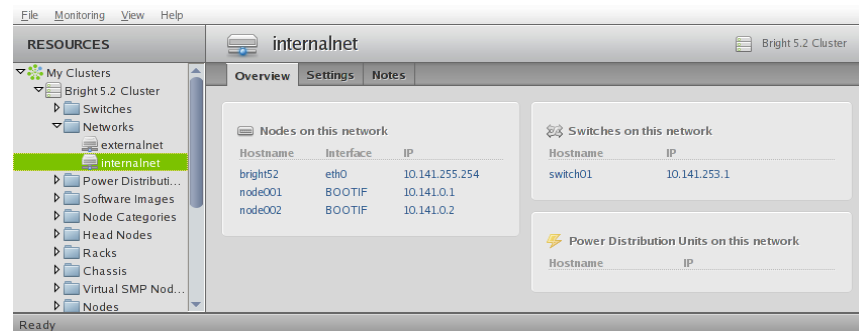 File Monitoring View Help
RESOURCES
My Clusters
Bright 5.2 Cluster
Switches
Networks
externalnet
internalnet
Power Distributi...
Software Images
Node Categories
Head Nodes
Racks
Chassis
Virtual SMP Nod...
Nodes
internalnet
Bright 5.2 Cluster
Overview Settings Notes
Nodes on this network
Hostname Interface IP
bright52 eth0 10.141.255.254
node001 BOOTIF 10.141.0.1
node002 BOOTIF 10.141.0.2
Switches on this network
Hostname IP
switch01 10.141.253.1
Power Distribution Units on this network
Hostname IP
Ready